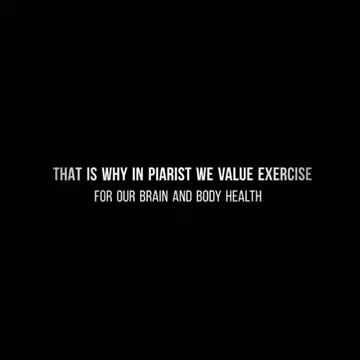 THAT IS WHY IN PIARIST WE VALUE EXERCISE
FOR OUR BRAIN AND BODY HEALTH